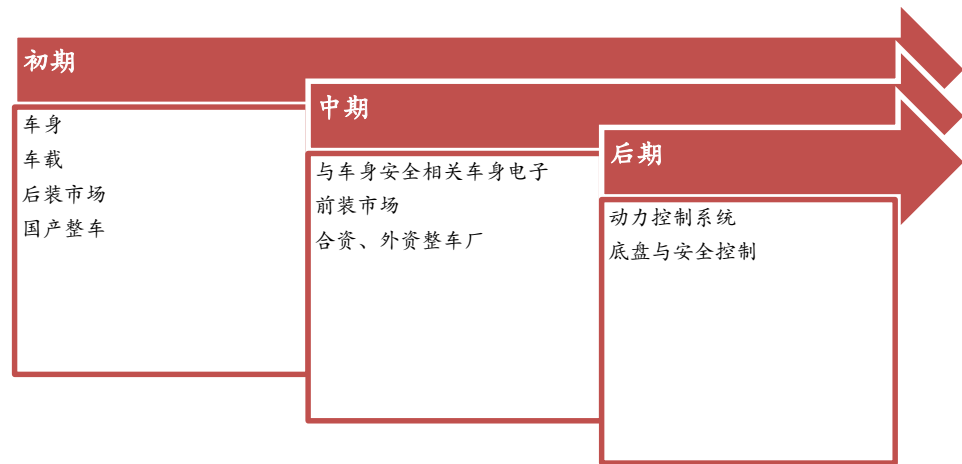 初期
车身
车载
后装市场
国产整车
中期
与车身安全相关车身电子
前装市场
合资、外资整车厂
后期
动力控制系统
底盘与安全控制